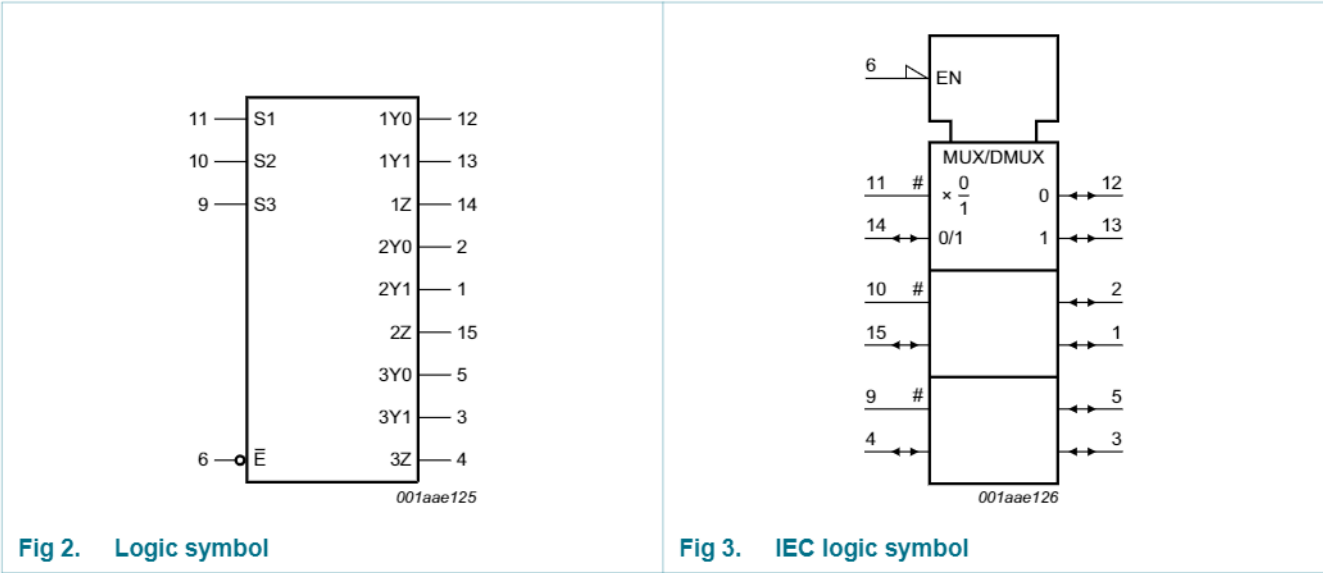 11 S1 1Y0 12
10 S2 1Y1 13
9 S3 1Z 14
2Y0 2
2Y1 1
2Z 15
3Y0 5
3Y1 3
6 E̅ 3Z 4
001aae125
Fig 2. Logic symbol
6 EN
MUX/DMUX
11 # × 0/1 0 12
14 0/1 1 13
10 # 2
15 1
9 # 5
4 3
001aae126
Fig 3. IEC logic symbol